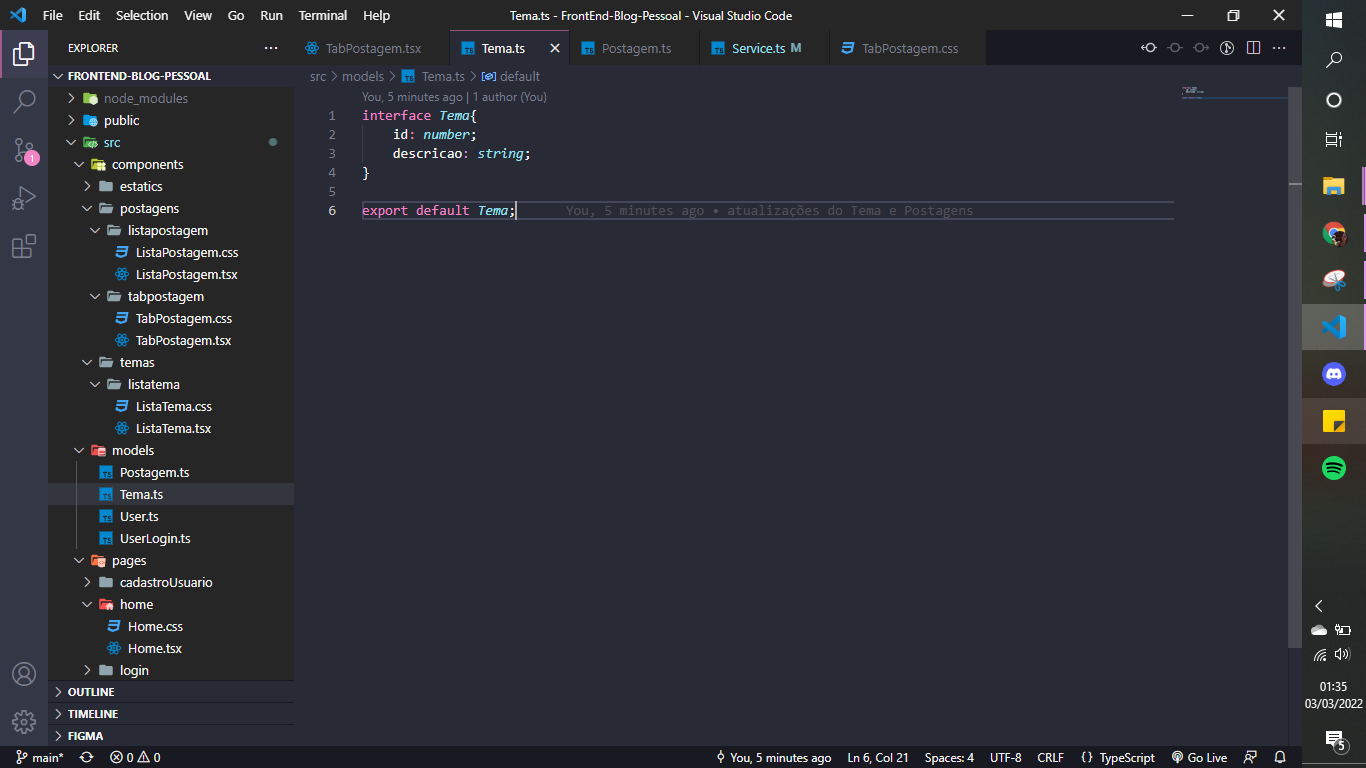 File Edit Selection View Go Run Terminal Help
Tema.ts - FrontEnd-Blog-Pessoal - Visual Studio Code
EXPLORER
TabPostagem.tsx
Tema.ts
Postagem.ts
Service.ts M
TabPostagem.css
FRONTEND-BLOG-PESSOAL
node_modules
public
src
components
estatics
postagens
listapostagem
ListaPostagem.css
ListaPostagem.tsx
tabpostagem
TabPostagem.css
TabPostagem.tsx
temas
listatema
ListaTema.css
ListaTema.tsx
models
Postagem.ts
Tema.ts
User.ts
UserLogin.ts
pages
cadastroUsuario
home
Home.css
Home.tsx
login
OUTLINE
TIMELINE
FIGMA
1
src > models > TS Tema.ts > default
You, 5 minutes ago | 1 author (You)
1 interface Tema{
2 id: number;
3 descricao: string;
4 }
5
6 export default Tema; You, 5 minutes ago • atualizações do Tema e Postagens
main* 0 0 You, 5 minutes ago Ln 6, Col 21 Spaces: 4 UTF-8 CRLF {} TypeScript Go Live
01:35
03/03/2022
5